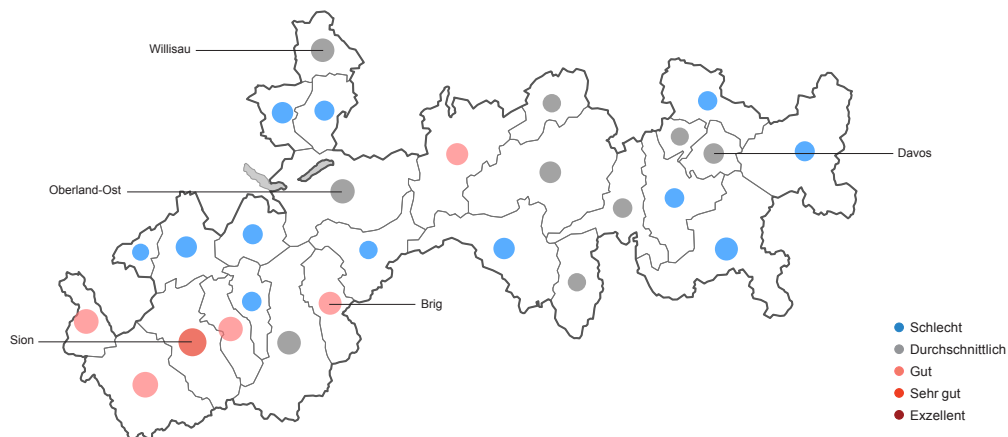 Willisau
Davos
Oberland-Ost
Brig
Sion
Schlecht
Durchschnittlich
Gut
Sehr gut
Exzellent